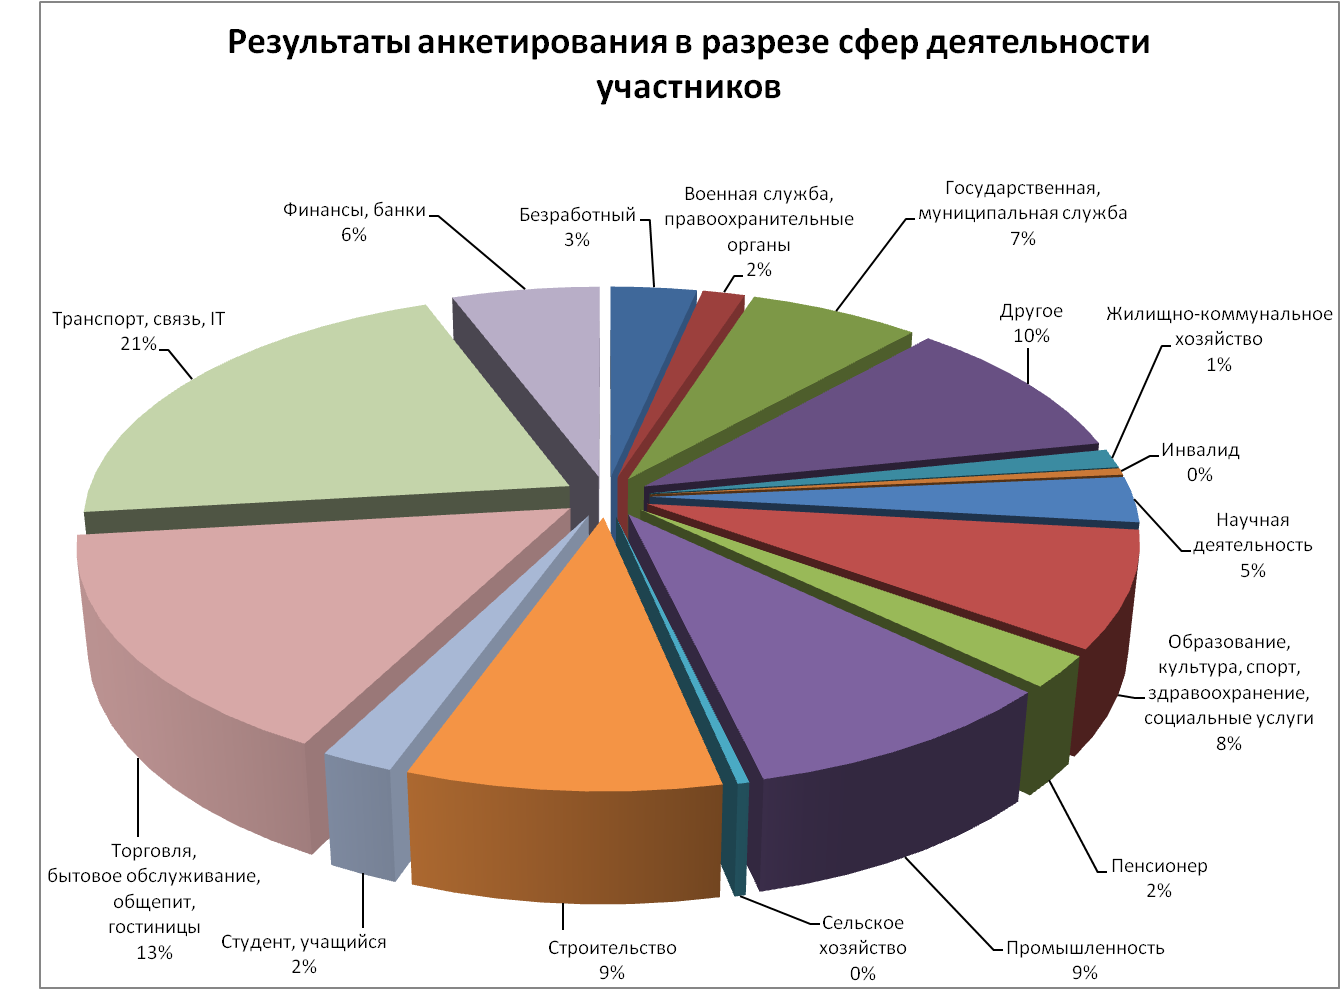 Результаты анкетирования в разрезе сфер деятельности
участников
Финансы, банки
6%
Безработный
3%
Военная служба,
правоохранительные
органы
2%
Государственная,
муниципальная служба
7%
Другое
10%
Жилищно-коммунальное
хозяйство
1%
Инвалид
0%
Научная
деятельность
5%
Образование,
культура, спорт,
здравоохранение,
социальные услуги
8%
Пенсионер
2%
Промышленность
9%
Сельское
хозяйство
0%
Строительство
9%
Студент, учащийся
2%
Торговля,
бытовое обслуживание,
общепит,
гостиницы
13%
Транспорт, связь, IT
21%